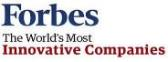 Forbes
The World's Most
Innovative Companies